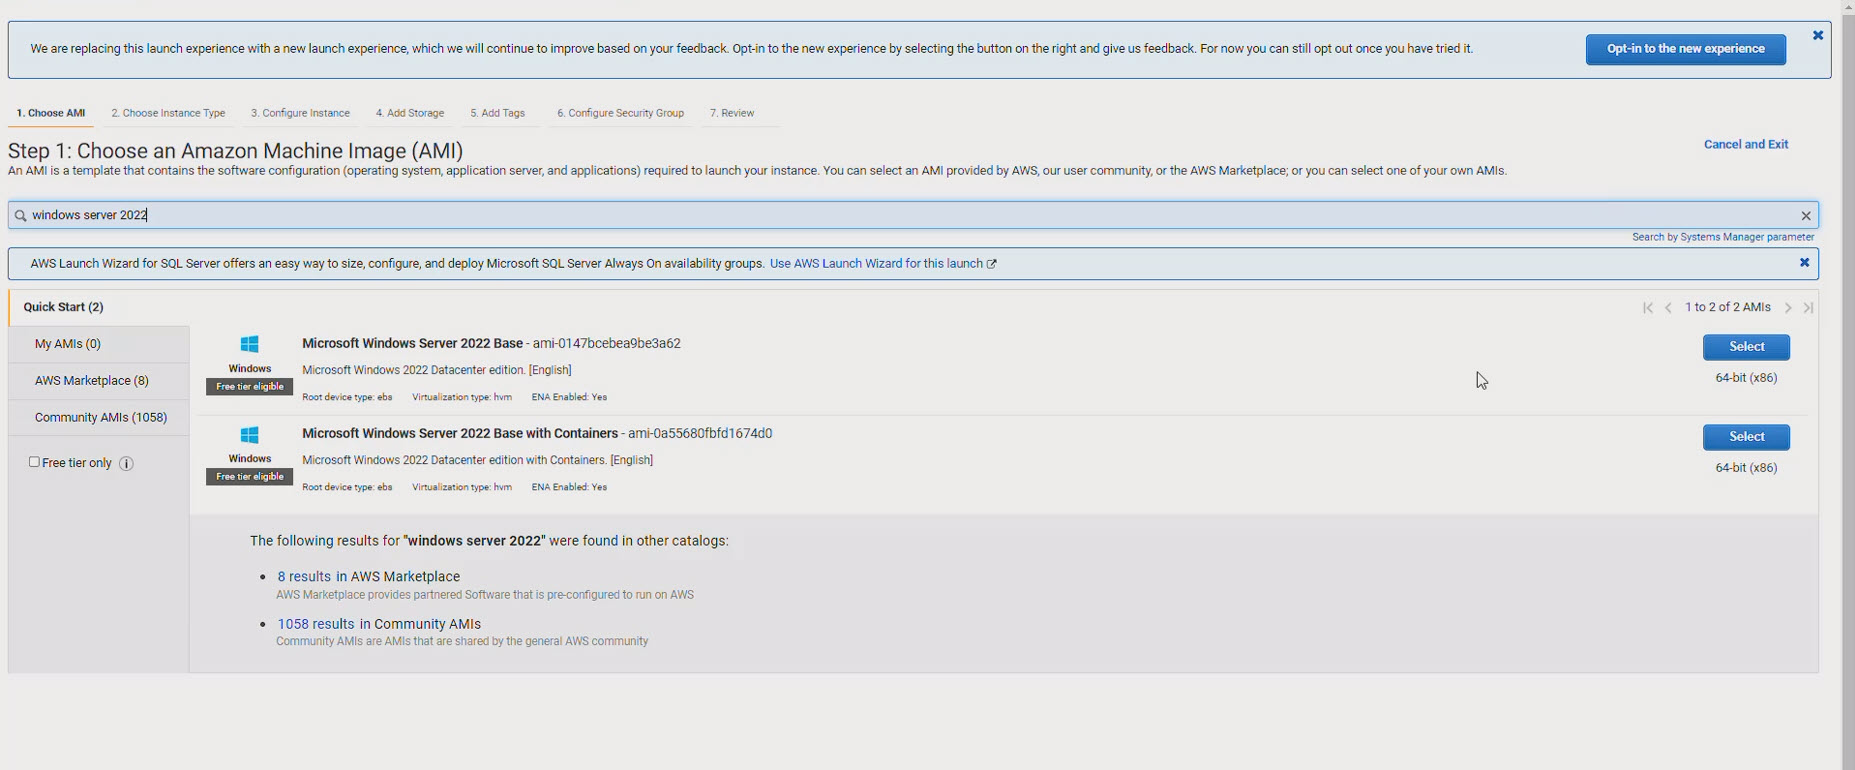 We are replacing this launch experience with a new launch experience, which we will continue to improve based on your feedback. Opt-in to the new experience by selecting the button on the right and give us feedback. For now you can still opt out once you have tried it.
Opt-in to the new experience
1. Choose AMI
2. Choose Instance Type
3. Configure Instance
4. Add Storage
5. Add Tags
6. Configure Security Group
7. Review
Step 1: Choose an Amazon Machine Image (AMI)
Cancel and Exit
An AMI is a template that contains the software configuration (operating system, application server, and applications) required to launch your instance. You can select an AMI provided by AWS, our user community, or the AWS Marketplace; or you can select one of your own AMIs.
windows server 2022
Search by Systems Manager parameter
AWS Launch Wizard for SQL Server offers an easy way to size, configure, and deploy Microsoft SQL Server Always On availability groups. Use AWS Launch Wizard for this launch
Quick Start (2)
1 to 2 of 2 AMIs
My AMIs (0)
AWS Marketplace (8)
Community AMIs (1058)
Free tier only
Windows
Free tier eligible
Microsoft Windows Server 2022 Base - ami-0147bcebea9be3a62
Microsoft Windows 2022 Datacenter edition. [English]
Root device type: ebs Virtualization type: hvm ENA Enabled: Yes
Select
64-bit (x86)
Windows
Free tier eligible
Microsoft Windows Server 2022 Base with Containers - ami-0a55680fbfd1674d0
Microsoft Windows 2022 Datacenter edition with Containers. [English]
Root device type: ebs Virtualization type: hvm ENA Enabled: Yes
Select
64-bit (x86)
The following results for "windows server 2022" were found in other catalogs:
8 results in AWS Marketplace
AWS Marketplace provides partnered Software that is pre-configured to run on AWS
1058 results in Community AMIs
Community AMIs are AMIs that are shared by the general AWS community